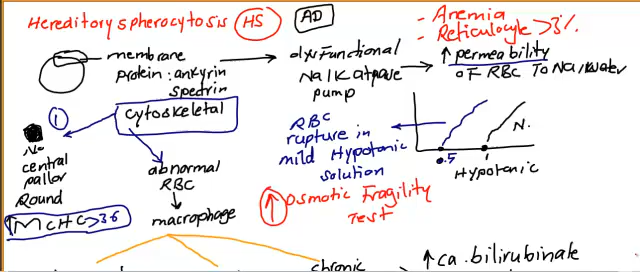 Hereditary spherocytosis HS AD
- Anemia
- Reticulocyte >3%
membrane
protein: ankyrin
spectrin
dysfunctional
Na/K atpase
pump
↑ permeability
of RBC to Na/K water
cytoskeletal
1
No
central
pallor
Round
↑ MCHC >36
abnormal
RBC
macrophage
RBC
rupture in
mild Hypotonic
solution
N.
0.5 1
Hypotonic
↑ osmotic fragility
Test
chronic
↑ ca. bilirubinate